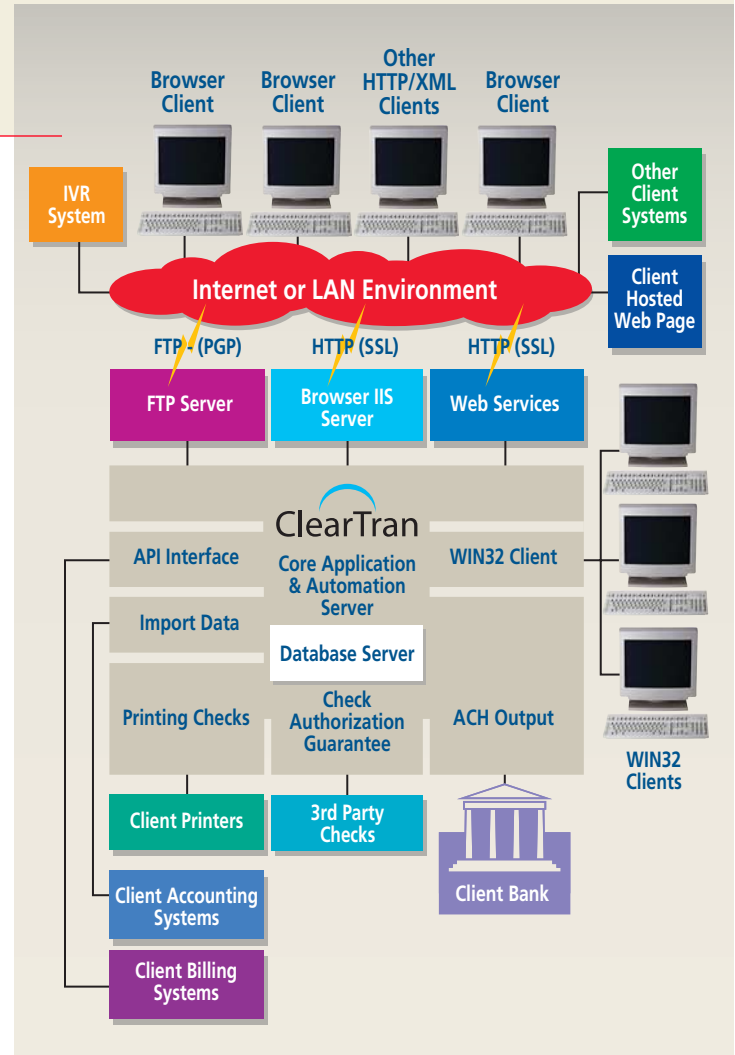 Browser
Client
Browser
Client
Other
HTTP/XML
Clients
Browser
Client
IVR
System
Other
Client
Systems
Internet or LAN Environment
Client
Hosted
Web Page
FTP - (PGP)
HTTP (SSL)
HTTP (SSL)
FTP Server
Browser IIS
Server
Web Services
ClearTran
API Interface
Core Application
& Automation
Server
WIN32 Client
Import Data
Database Server
Printing Checks
Check
Authorization
Guarantee
ACH Output
WIN32
Clients
Client Printers
3rd Party
Checks
Client Bank
Client Accounting
Systems
Client Billing
Systems